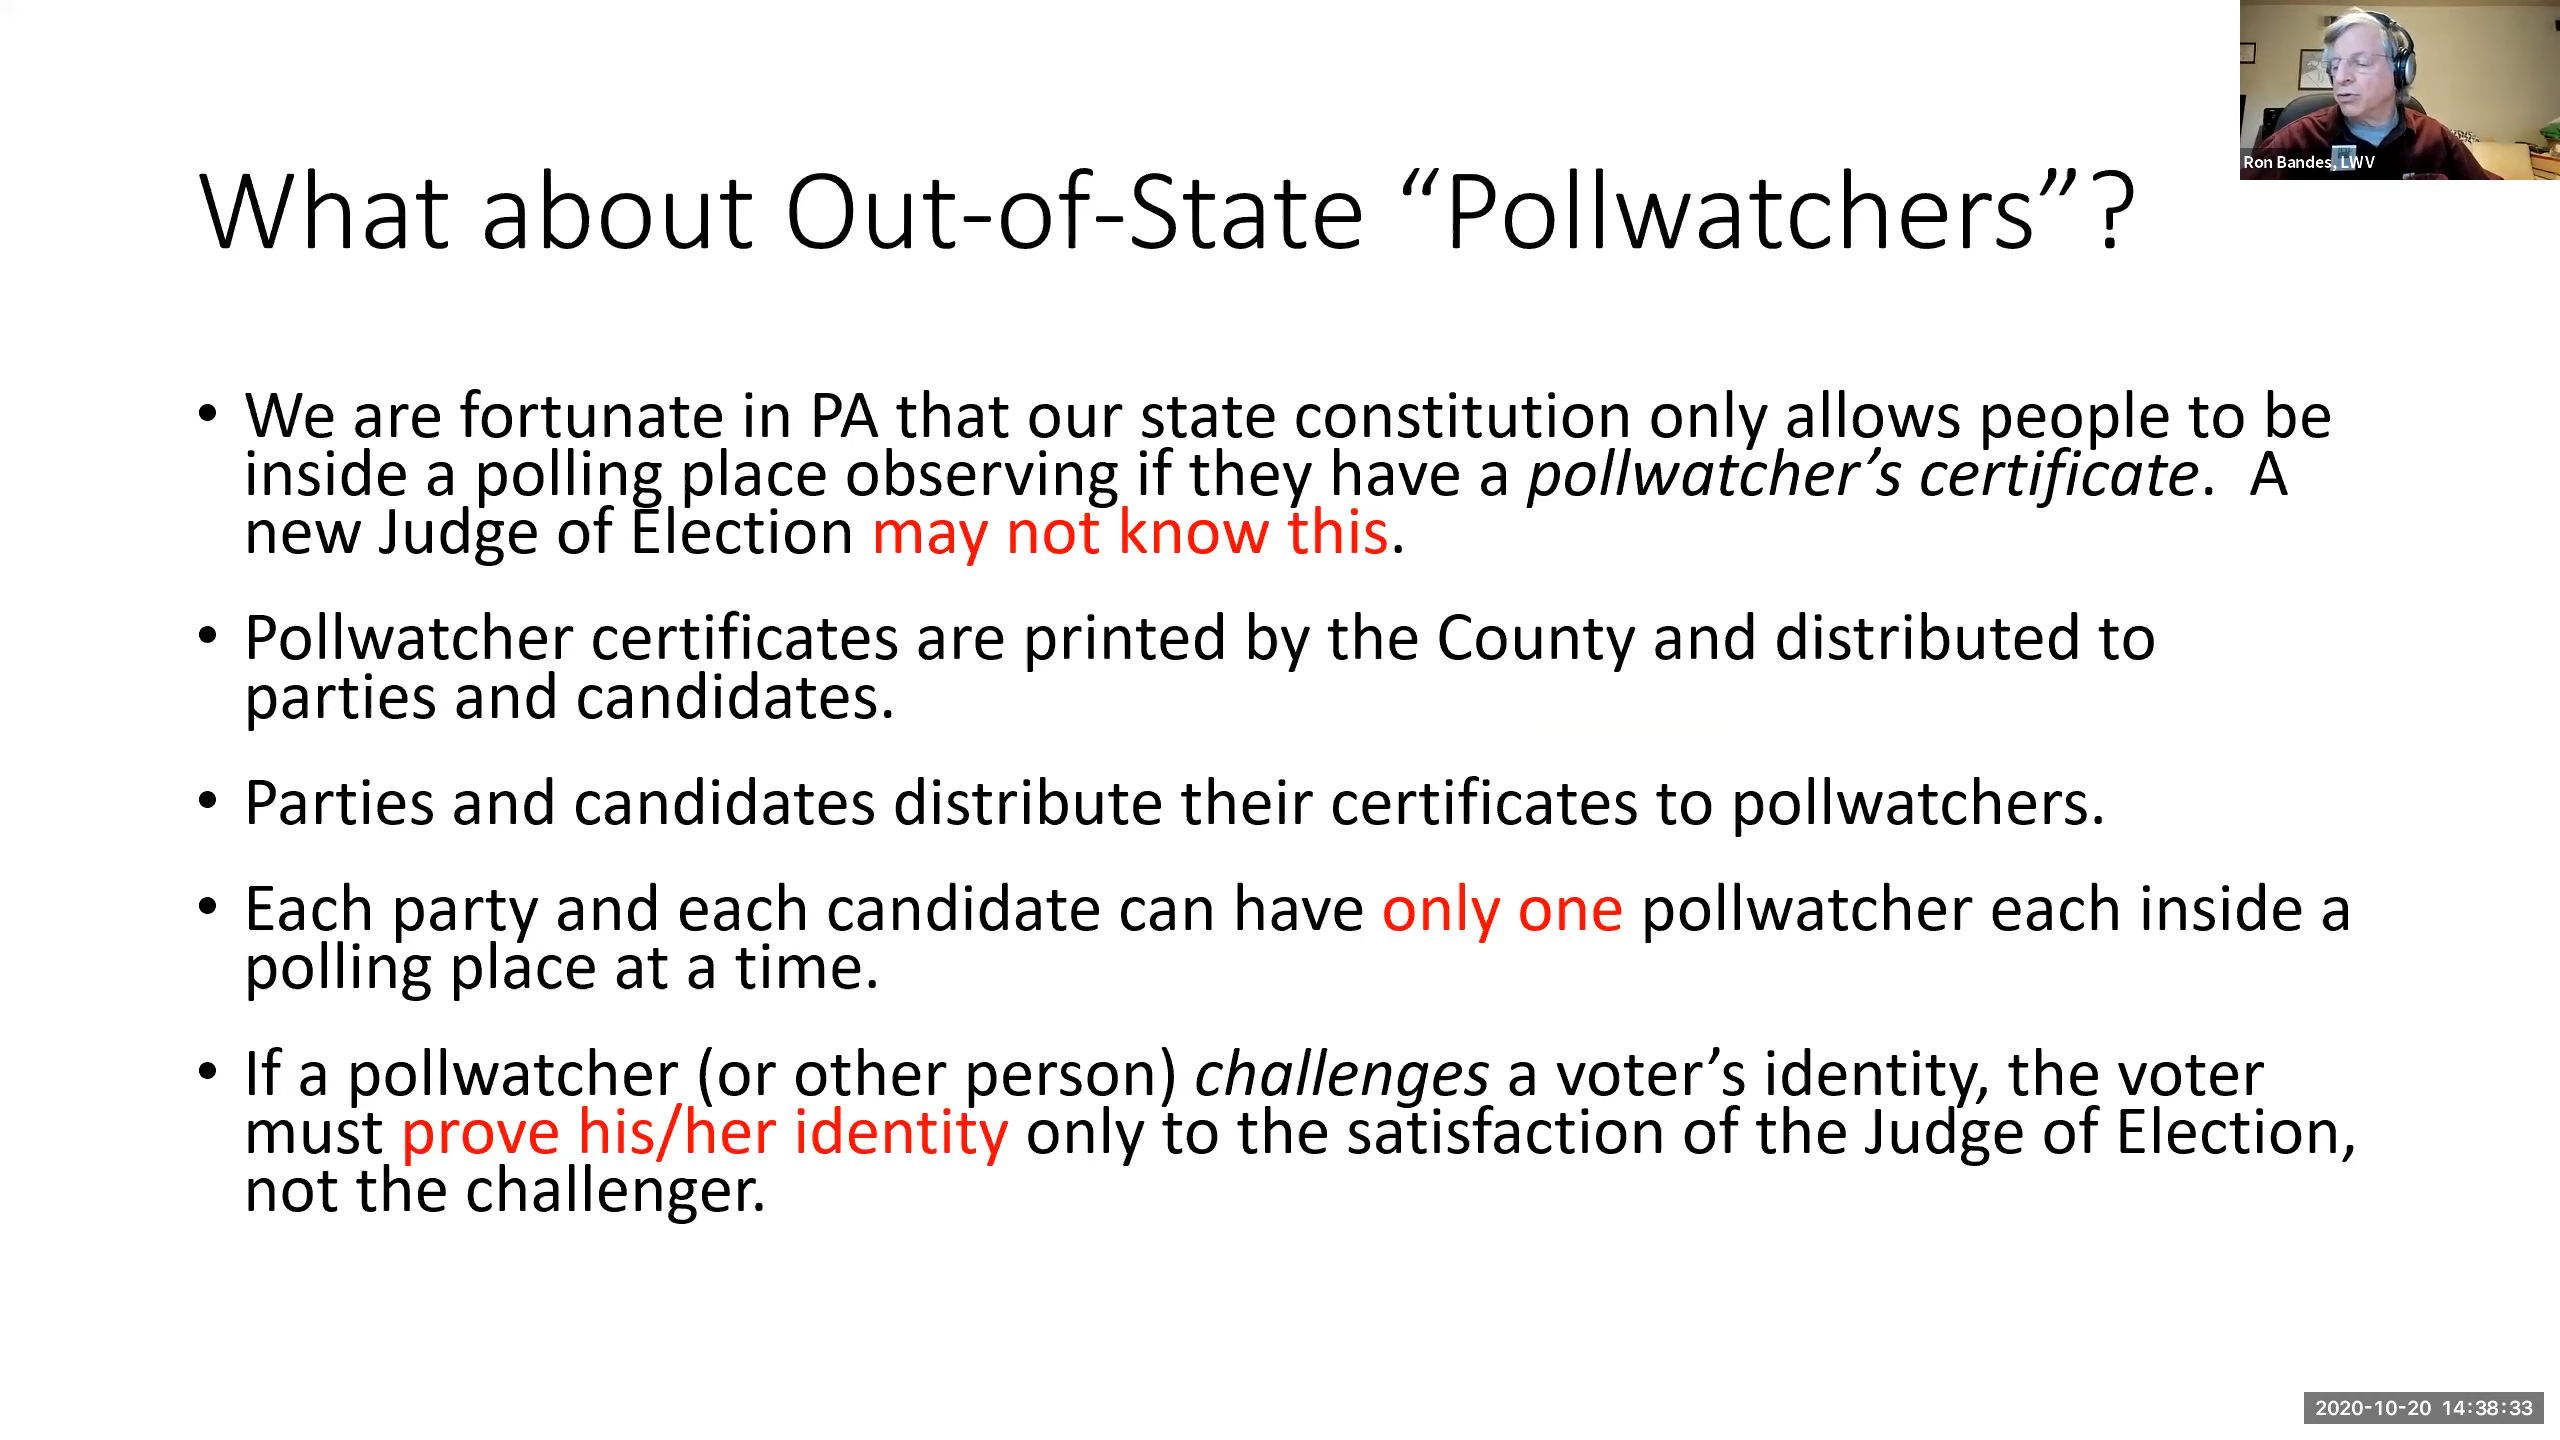 Ron Bandes, LWV
What about Out-of-State “Pollwatchers”?
• We are fortunate in PA that our state constitution only allows people to be
inside a polling place observing if they have a pollwatcher’s certificate.  A
new Judge of Election may not know this.
• Pollwatcher certificates are printed by the County and distributed to
parties and candidates.
• Parties and candidates distribute their certificates to pollwatchers.
• Each party and each candidate can have only one pollwatcher each inside a
polling place at a time.
• If a pollwatcher (or other person) challenges a voter’s identity, the voter
must prove his/her identity only to the satisfaction of the Judge of Election,
not the challenger.
2020-10-20 14:38:33